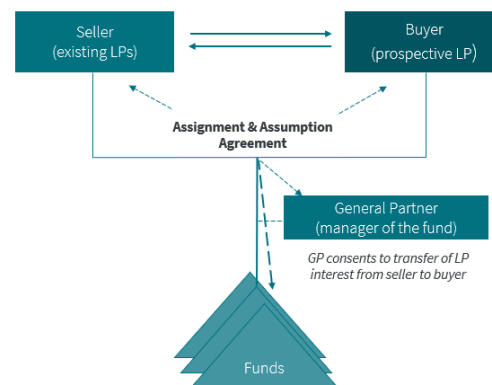 Seller
(existing LPs)
Buyer
(prospective LP)
Assignment & Assumption
Agreement
General Partner
(manager of the fund)
GP consents to transfer of LP
interest from seller to buyer
Funds